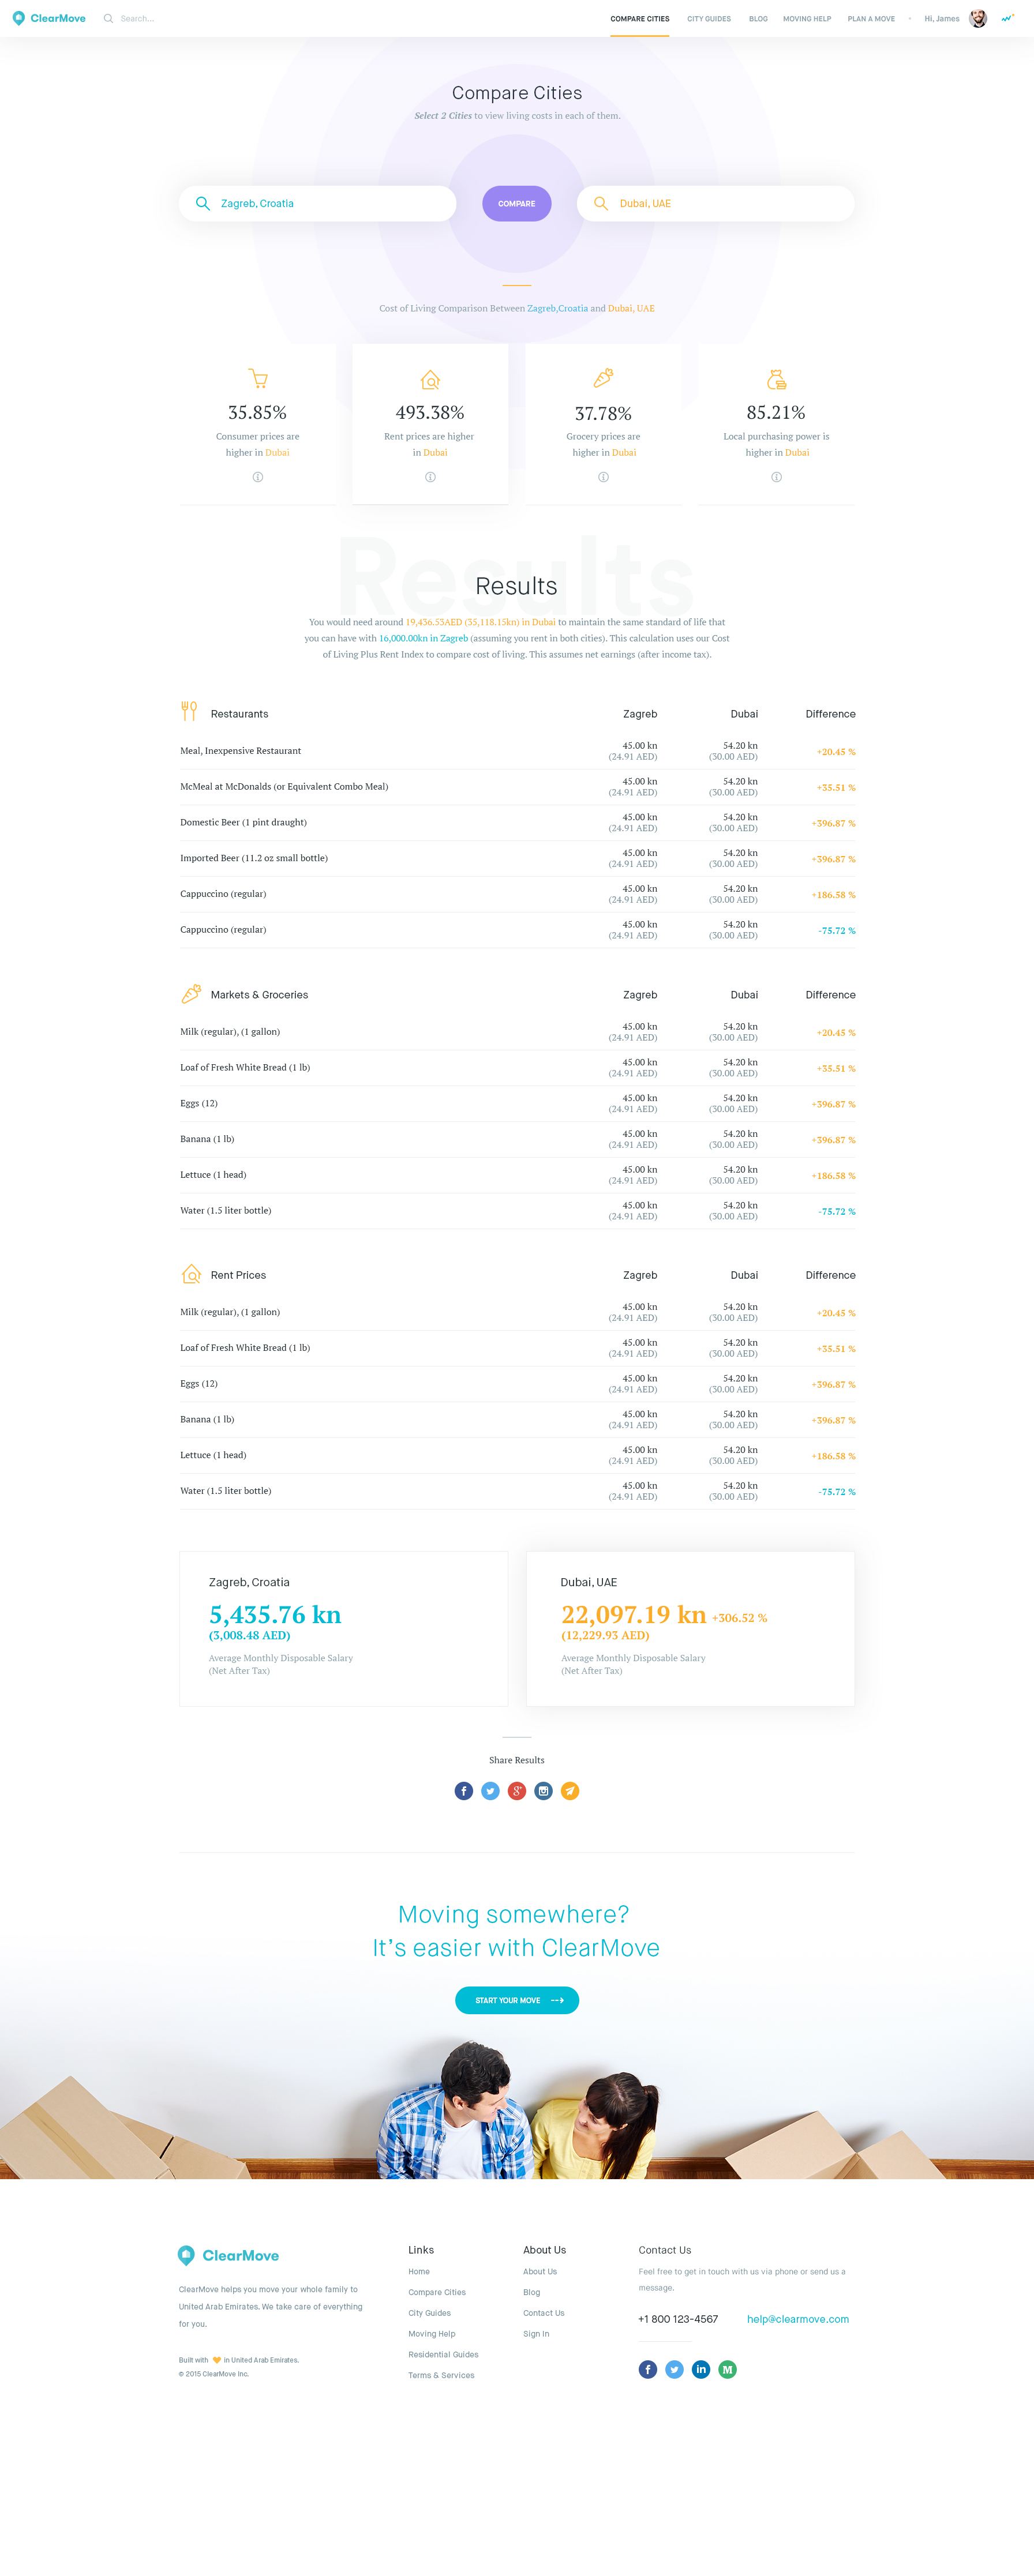 ClearMove
Search...
COMPARE CITIES
CITY GUIDES
BLOG
MOVING HELP
PLAN A MOVE
Hi, James
Compare Cities
Select 2 Cities to view living costs in each of them.
Zagreb, Croatia
COMPARE
Dubai, UAE
Cost of Living Comparison Between Zagreb,Croatia and Dubai, UAE
35.85%
Consumer prices are
higher in Dubai
493.38%
Rent prices are higher
in Dubai
37.78%
Grocery prices are
higher in Dubai
85.21%
Local purchasing power is
higher in Dubai
Results
Results
You would need around 19,436.53AED (35,118.15kn) in Dubai to maintain the same standard of life that
you can have with 16,000.00kn in Zagreb (assuming you rent in both cities). This calculation uses our Cost
of Living Plus Rent Index to compare cost of living. This assumes net earnings (after income tax).
Restaurants Zagreb Dubai Difference
Meal, Inexpensive Restaurant 45.00 kn 54.20 kn +20.45 %
(24.91 AED) (30.00 AED)
McMeal at McDonalds (or Equivalent Combo Meal) 45.00 kn 54.20 kn +35.51 %
(24.91 AED) (30.00 AED)
Domestic Beer (1 pint draught) 45.00 kn 54.20 kn +396.87 %
(24.91 AED) (30.00 AED)
Imported Beer (11.2 oz small bottle) 45.00 kn 54.20 kn +396.87 %
(24.91 AED) (30.00 AED)
Cappuccino (regular) 45.00 kn 54.20 kn +186.58 %
(24.91 AED) (30.00 AED)
Cappuccino (regular) 45.00 kn 54.20 kn -75.72 %
(24.91 AED) (30.00 AED)
Markets & Groceries Zagreb Dubai Difference
Milk (regular), (1 gallon) 45.00 kn 54.20 kn +20.45 %
(24.91 AED) (30.00 AED)
Loaf of Fresh White Bread (1 lb) 45.00 kn 54.20 kn +35.51 %
(24.91 AED) (30.00 AED)
Eggs (12) 45.00 kn 54.20 kn +396.87 %
(24.91 AED) (30.00 AED)
Banana (1 lb) 45.00 kn 54.20 kn +396.87 %
(24.91 AED) (30.00 AED)
Lettuce (1 head) 45.00 kn 54.20 kn +186.58 %
(24.91 AED) (30.00 AED)
Water (1.5 liter bottle) 45.00 kn 54.20 kn -75.72 %
(24.91 AED) (30.00 AED)
Rent Prices Zagreb Dubai Difference
Milk (regular), (1 gallon) 45.00 kn 54.20 kn +20.45 %
(24.91 AED) (30.00 AED)
Loaf of Fresh White Bread (1 lb) 45.00 kn 54.20 kn +35.51 %
(24.91 AED) (30.00 AED)
Eggs (12) 45.00 kn 54.20 kn +396.87 %
(24.91 AED) (30.00 AED)
Banana (1 lb) 45.00 kn 54.20 kn +396.87 %
(24.91 AED) (30.00 AED)
Lettuce (1 head) 45.00 kn 54.20 kn +186.58 %
(24.91 AED) (30.00 AED)
Water (1.5 liter bottle) 45.00 kn 54.20 kn -75.72 %
(24.91 AED) (30.00 AED)
Zagreb, Croatia
5,435.76 kn
(3,008.48 AED)
Average Monthly Disposable Salary
(Net After Tax)
Dubai, UAE
22,097.19 kn +306.52 %
(12,229.93 AED)
Average Monthly Disposable Salary
(Net After Tax)
Share Results
Moving somewhere?
It's easier with ClearMove
START YOUR MOVE
ClearMove
ClearMove helps you move your whole family to
United Arab Emirates. We take care of everything
for you.
Built with in United Arab Emirates.
© 2015 ClearMove Inc.
Links
Home
Compare Cities
City Guides
Moving Help
Residential Guides
Terms & Services
About Us
About Us
Blog
Contact Us
Sign In
Contact Us
Feel free to get in touch with us via phone or send us a
message.
+1 800 123-4567
help@clearmove.com